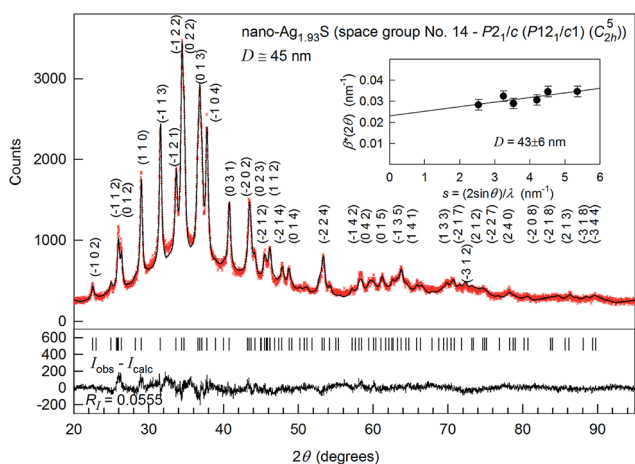 nano-Ag1.93S (space group No. 14 - P21/c (P121/c1) (C2h^5))
D ≅ 45 nm
Counts
3000
2000
1000
0
(-1 0 2)
(-1 1 2)
(0 1 2)
(1 1 0)
(-1 1 3)
(-1 2 1)
(-1 2 2)
(0 2 2)
(0 1 3)
(-1 0 4)
(0 3 1)
(-2 0 2)
(0 2 3)
(-2 1 2)
(1 1 2)
(-2 1 4)
(0 1 4)
(-2 2 4)
(-1 4 2)
(0 4 2)
(0 1 5)
(-1 3 5)
(1 4 1)
(1 3 3)
(-2 1 7)
(-3 1 2)
(2 1 2)
(-2 2 7)
(2 4 0)
(-2 0 8)
(-2 1 8)
(2 1 3)
(-3 1 8)
(-3 4 4)
β*(2θ) (nm-1)
0.04
0.03
0.02
0.01
0 1 2 3 4 5 6
D = 43±6 nm
s = (2sinθ)/λ (nm-1)
600
400
200
0
-200
Iobs - Icalc
RI = 0.0555
20 30 40 50 60 70 80 90
2θ (degrees)